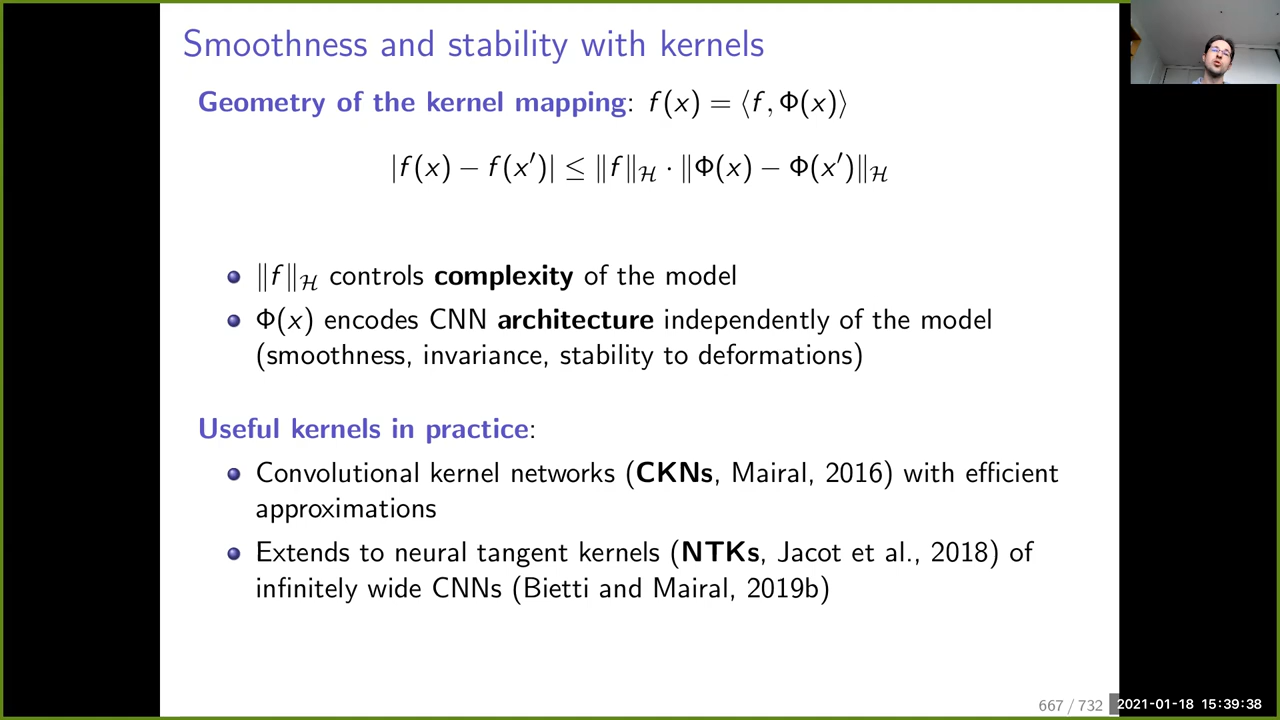 Smoothness and stability with kernels
Geometry of the kernel mapping: f(x) = ⟨f, Φ(x)⟩
|f(x) − f(x′)| ≤ ‖f‖_H · ‖Φ(x) − Φ(x′)‖_H
‖f‖_H controls complexity of the model
Φ(x) encodes CNN architecture independently of the model
(smoothness, invariance, stability to deformations)
Useful kernels in practice:
Convolutional kernel networks (CKNs, Mairal, 2016) with efficient
approximations
Extends to neural tangent kernels (NTKs, Jacot et al., 2018) of
infinitely wide CNNs (Bietti and Mairal, 2019b)
667 / 732
2021-01-18 15:39:38